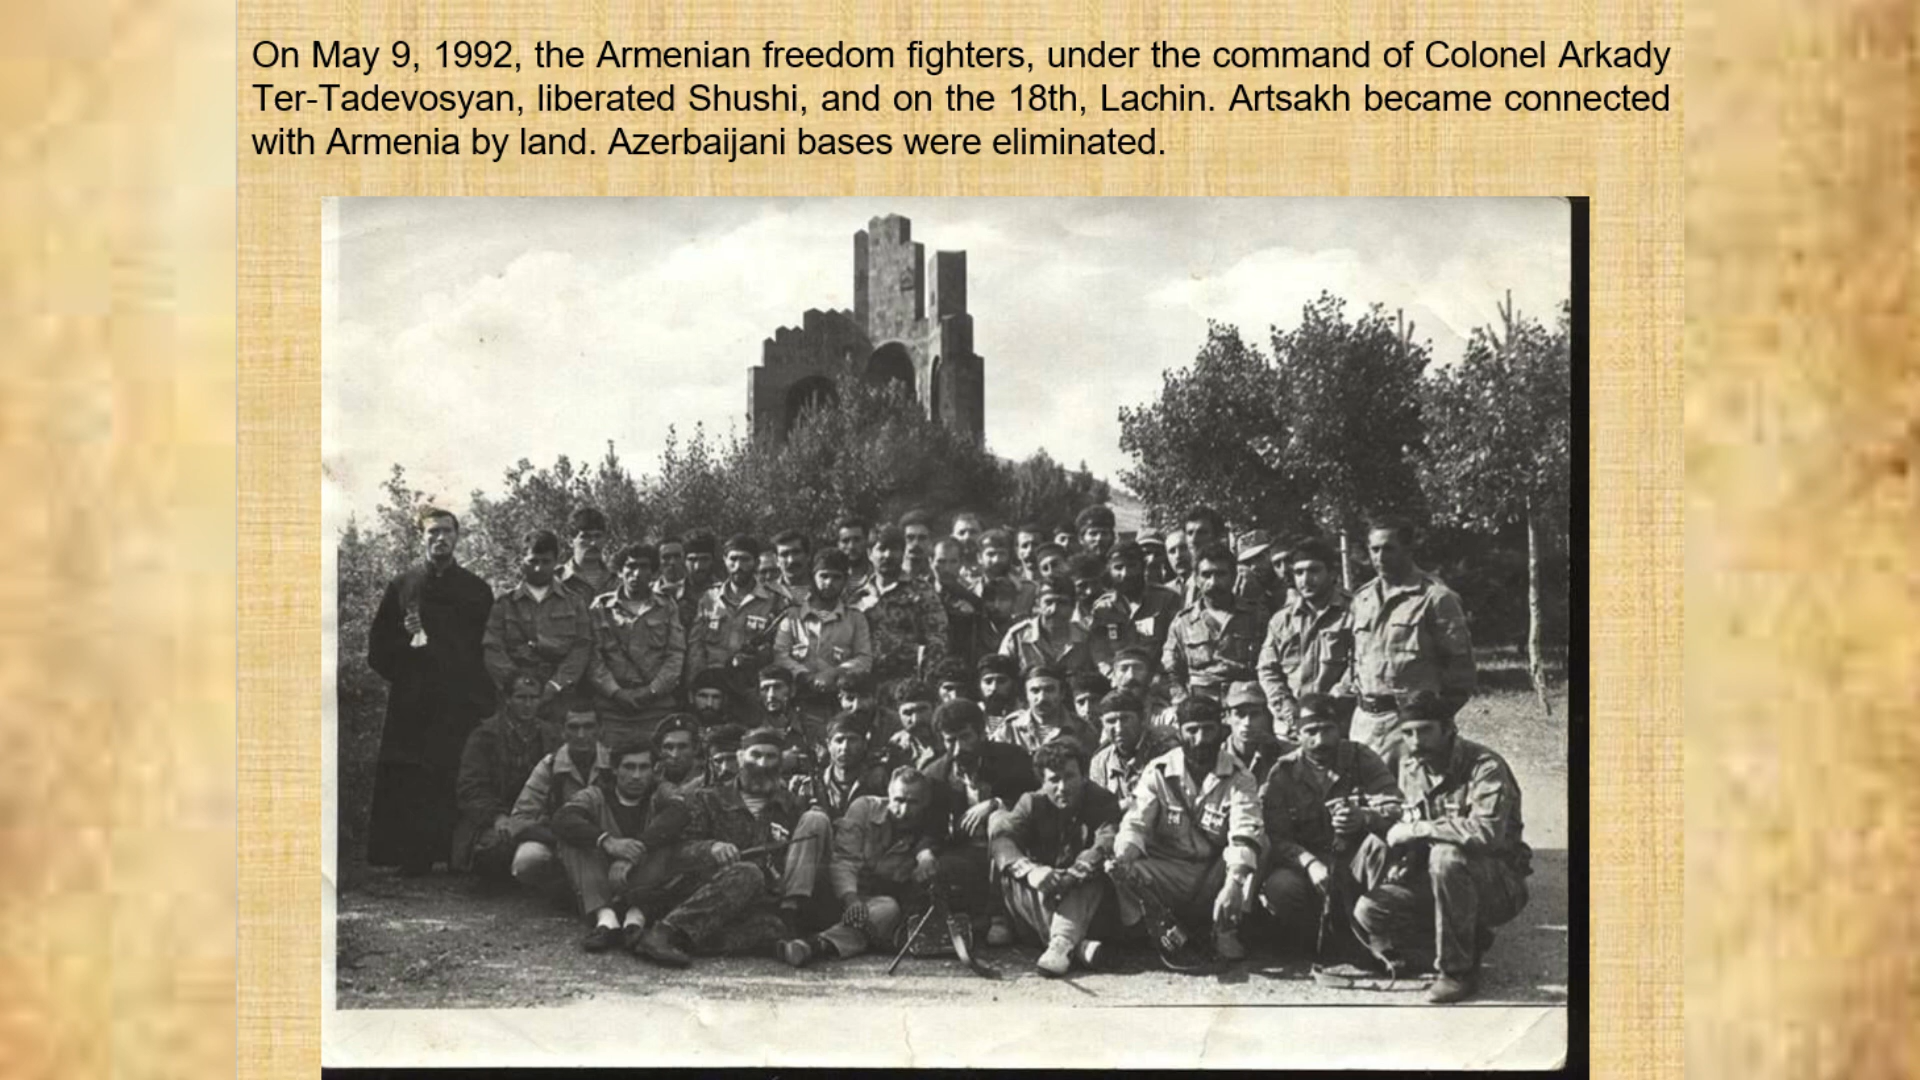 On May 9, 1992, the Armenian freedom fighters, under the command of Colonel Arkady
Ter-Tadevosyan, liberated Shushi, and on the 18th, Lachin. Artsakh became connected
with Armenia by land. Azerbaijani bases were eliminated.